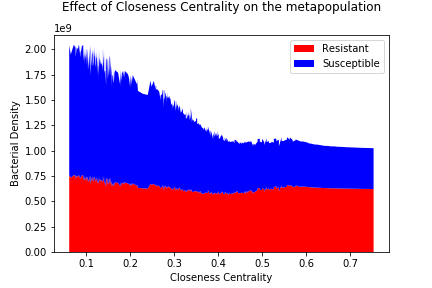 Effect of Closeness Centrality on the metapopulation
1e9
Resistant
Susceptible
2.00
1.75
1.50
1.25
1.00
0.75
0.50
0.25
0.00
Bacterial Density
0.1 0.2 0.3 0.4 0.5 0.6 0.7
Closeness Centrality